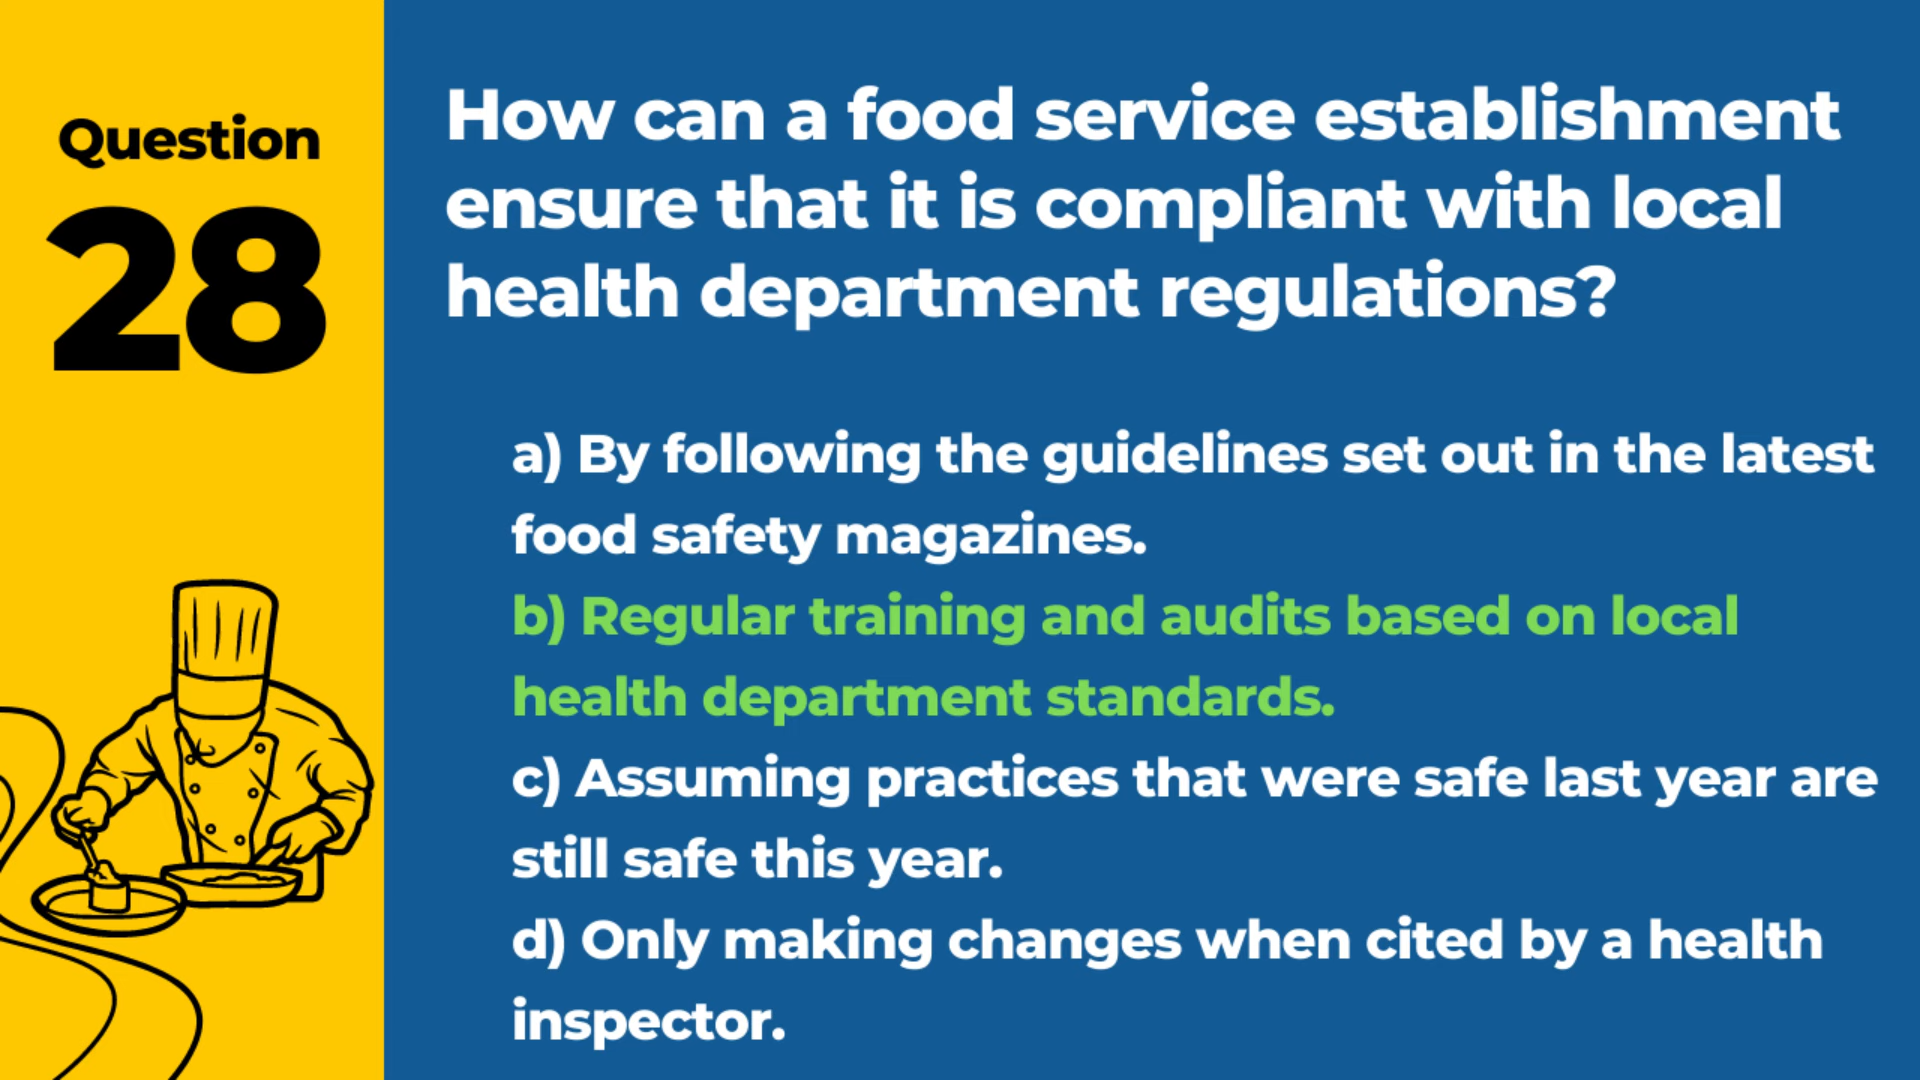 Question
28
How can a food service establishment
ensure that it is compliant with local
health department regulations?
a) By following the guidelines set out in the latest
food safety magazines.
b) Regular training and audits based on local
health department standards.
c) Assuming practices that were safe last year are
still safe this year.
d) Only making changes when cited by a health
inspector.